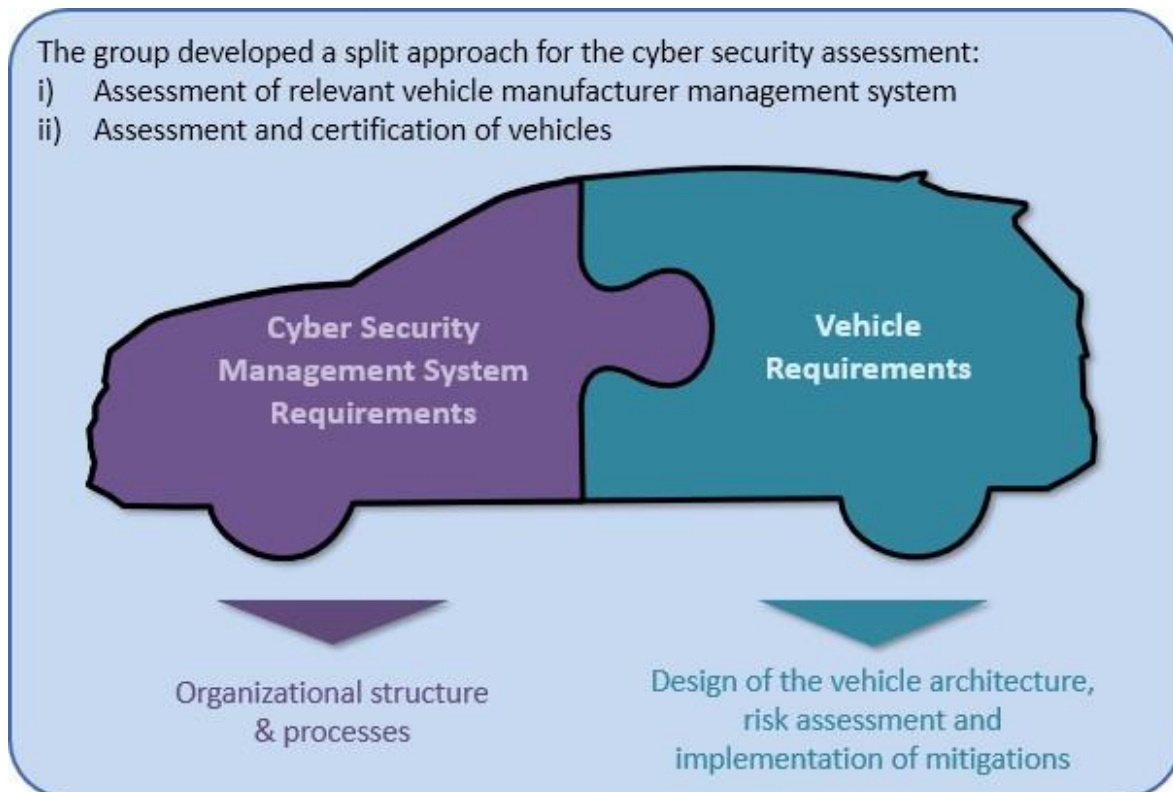 The group developed a split approach for the cyber security assessment:
i) Assessment of relevant vehicle manufacturer management system
ii) Assessment and certification of vehicles
Cyber Security
Management System
Requirements
Vehicle
Requirements
Organizational structure
& processes
Design of the vehicle architecture,
risk assessment and
implementation of mitigations